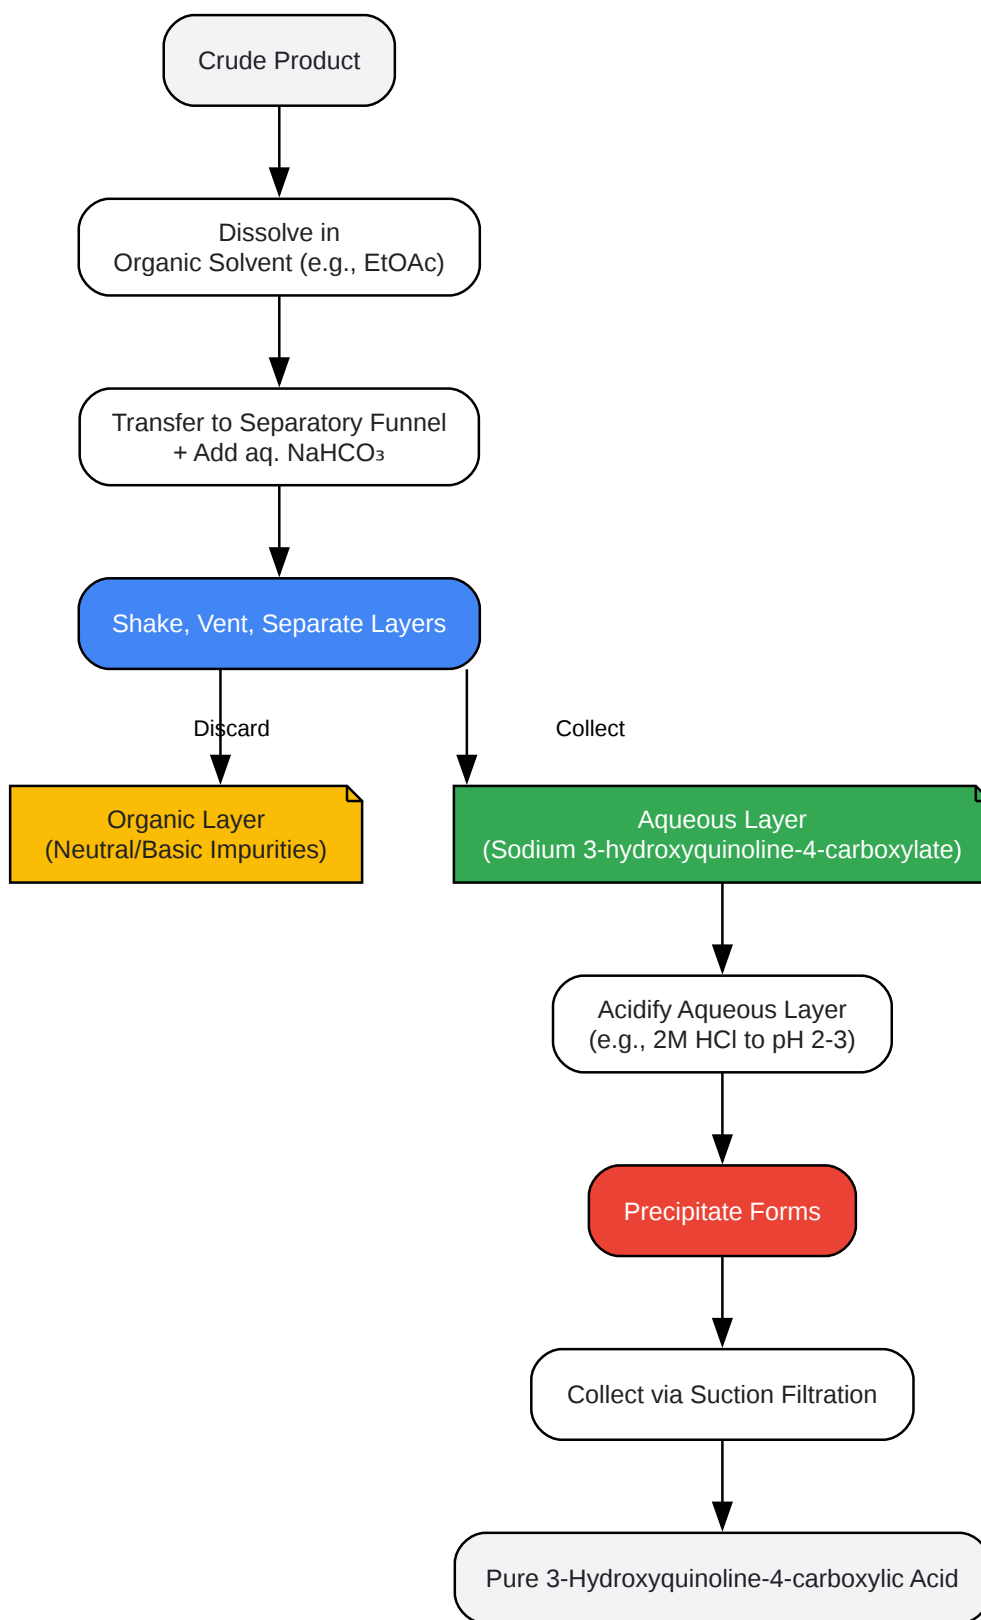 Crude Product
Dissolve in
Organic Solvent (e.g., EtOAc)
Transfer to Separatory Funnel
+ Add aq. NaHCO₃
Shake, Vent, Separate Layers
Discard
Collect
Organic Layer
(Neutral/Basic Impurities)
Aqueous Layer
(Sodium 3-hydroxyquinoline-4-carboxylate)
Acidify Aqueous Layer
(e.g., 2M HCl to pH 2-3)
Precipitate Forms
Collect via Suction Filtration
Pure 3-Hydroxyquinoline-4-carboxylic Acid